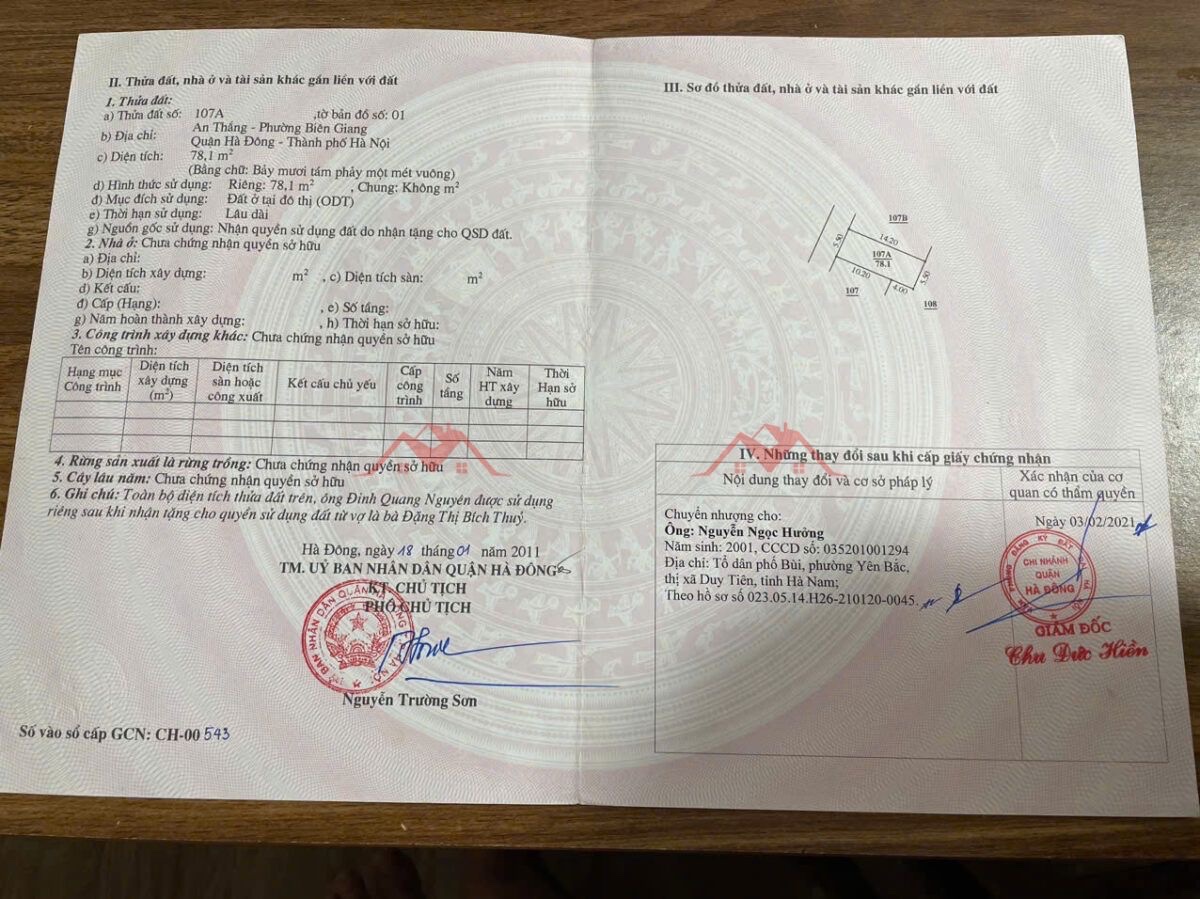 II. Thửa đất, nhà ở và tài sản khác gắn liền với đất
1. Thửa đất:
a) Thửa đất số: 107A ,tờ bản đồ số: 01
b) Địa chỉ: An Thắng - Phường Biên Giang
Quận Hà Đông - Thành phố Hà Nội
c) Diện tích: 78,1 m²
(Bằng chữ: Bảy mươi tám phảy một mét vuông)
d) Hình thức sử dụng: Riêng: 78,1 m² , Chung: Không m²
đ) Mục đích sử dụng: Đất ở tại đô thị (ODT)
e) Thời hạn sử dụng: Lâu dài
g) Nguồn gốc sử dụng: Nhận quyền sử dụng đất do nhận tặng cho QSD đất.
2. Nhà ở: Chưa chứng nhận quyền sở hữu
a) Địa chỉ:
b) Diện tích xây dựng: m² , c) Diện tích sàn: m²
d) Kết cấu:
đ) Cấp (Hạng): , e) Số tầng:
g) Năm hoàn thành xây dựng: , h) Thời hạn sở hữu:
3. Công trình xây dựng khác: Chưa chứng nhận quyền sở hữu
Tên công trình:
Hạng mục Công trình
Diện tích xây dựng (m²)
Diện tích sàn hoặc công xuất
Kết cấu chủ yếu
Cấp công trình
Số tầng
Năm HT xây dựng
Thời Hạn sở hữu
4. Rừng sản xuất là rừng trồng: Chưa chứng nhận quyền sở hữu
5. Cây lâu năm: Chưa chứng nhận quyền sở hữu
6. Ghi chú: Toàn bộ diện tích thửa đất trên, ông Đinh Quang Nguyên được sử dụng
riêng sau khi nhận tặng cho quyền sử dụng đất từ vợ là bà Đặng Thị Bích Thuỷ.
Hà Đông, ngày 18 tháng 01 năm 2011
TM. UỶ BAN NHÂN DÂN QUẬN HÀ ĐÔNG
KT. CHỦ TỊCH
PHÓ CHỦ TỊCH
Nguyễn Trường Sơn
Số vào sổ cấp GCN: CH-00 543
III. Sơ đồ thửa đất, nhà ở và tài sản khác gắn liền với đất
107B
14.20
5.50
107A
78.1
5.50
10.20
4.00
107
108
IV. Những thay đổi sau khi cấp giấy chứng nhận
Nội dung thay đổi và cơ sở pháp lý
Xác nhận của cơ quan có thẩm quyền
Chuyển nhượng cho:
Ông: Nguyễn Ngọc Hưởng
Năm sinh: 2001, CCCD số: 035201001294
Địa chỉ: Tổ dân phố Bùi, phường Yên Bắc,
thị xã Duy Tiên, tỉnh Hà Nam;
Theo hồ sơ số 023.05.14.H26-210120-0045.
Ngày 03/02/2021
CHI NHÁNH
QUẬN
HÀ ĐÔNG
GIÁM ĐỐC
Chu Đức Hiền